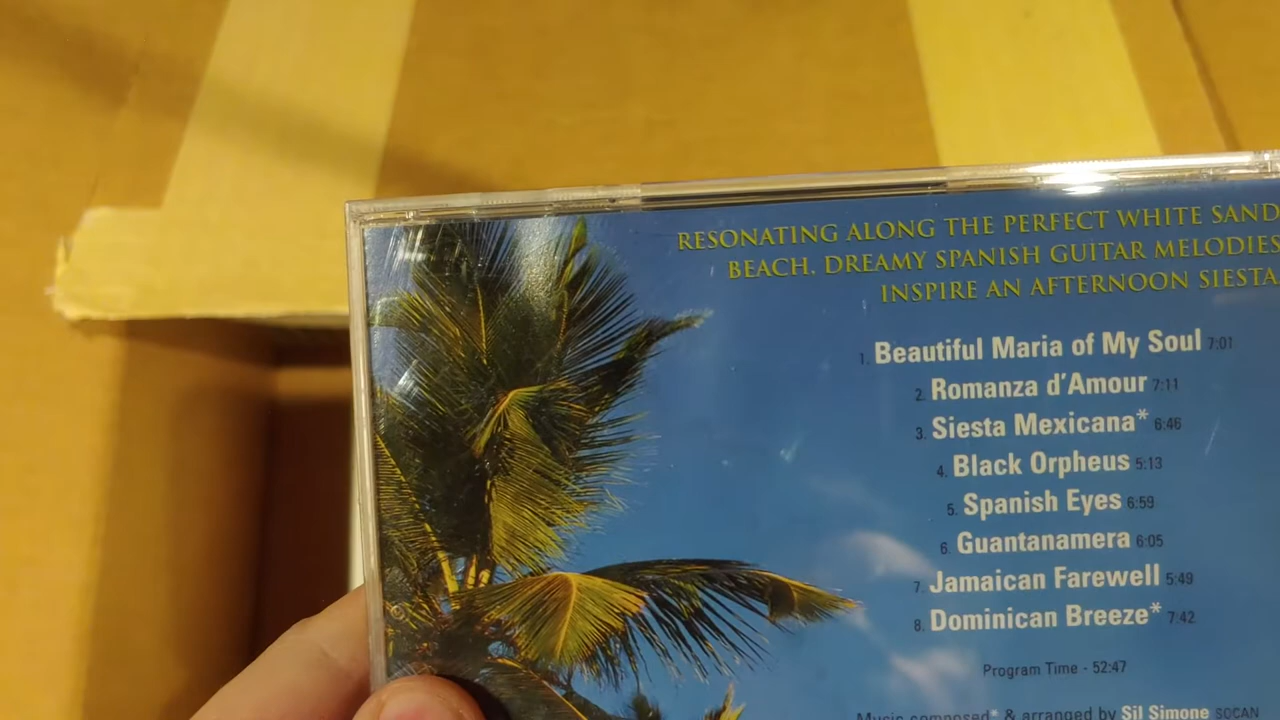 RESONATING ALONG THE PERFECT WHITE SAND
BEACH, DREAMY SPANISH GUITAR MELODIES
INSPIRE AN AFTERNOON SIESTA
1. Beautiful Maria of My Soul 7:01
2. Romanza d'Amour 7:11
3. Siesta Mexicana* 6:46
4. Black Orpheus 5:13
5. Spanish Eyes 6:59
6. Guantanamera 6:05
7. Jamaican Farewell 5:49
8. Dominican Breeze* 7:42
Program Time - 52:47
Music composed* & arranged by Sil Simone SOCAN